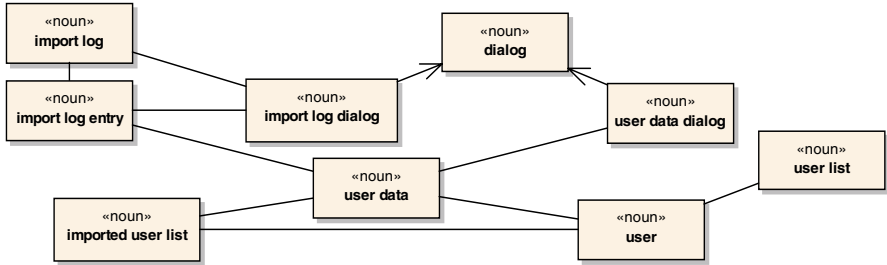 «noun»
import log
«noun»
dialog
«noun»
import log entry
«noun»
import log dialog
«noun»
user data dialog
«noun»
user list
«noun»
user data
«noun»
imported user list
«noun»
user